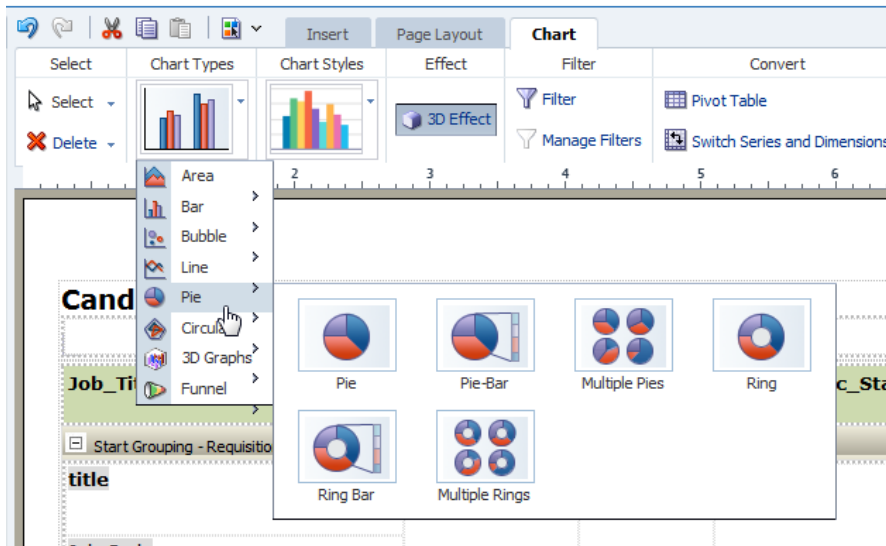 Insert Page Layout Chart
Select Chart Types Chart Styles Effect Filter Convert
Select Filter Pivot Table
3D Effect
Delete Manage Filters Switch Series and Dimensions
2 3 4 5 6
Area
Bar
Bubble
Line
Cand Pie
Circula
3D Graphs
Job_Ti Funnel c_Sta
Pie Pie-Bar Multiple Pies Ring
Start Grouping - Requisitio
title
Ring Bar Multiple Rings